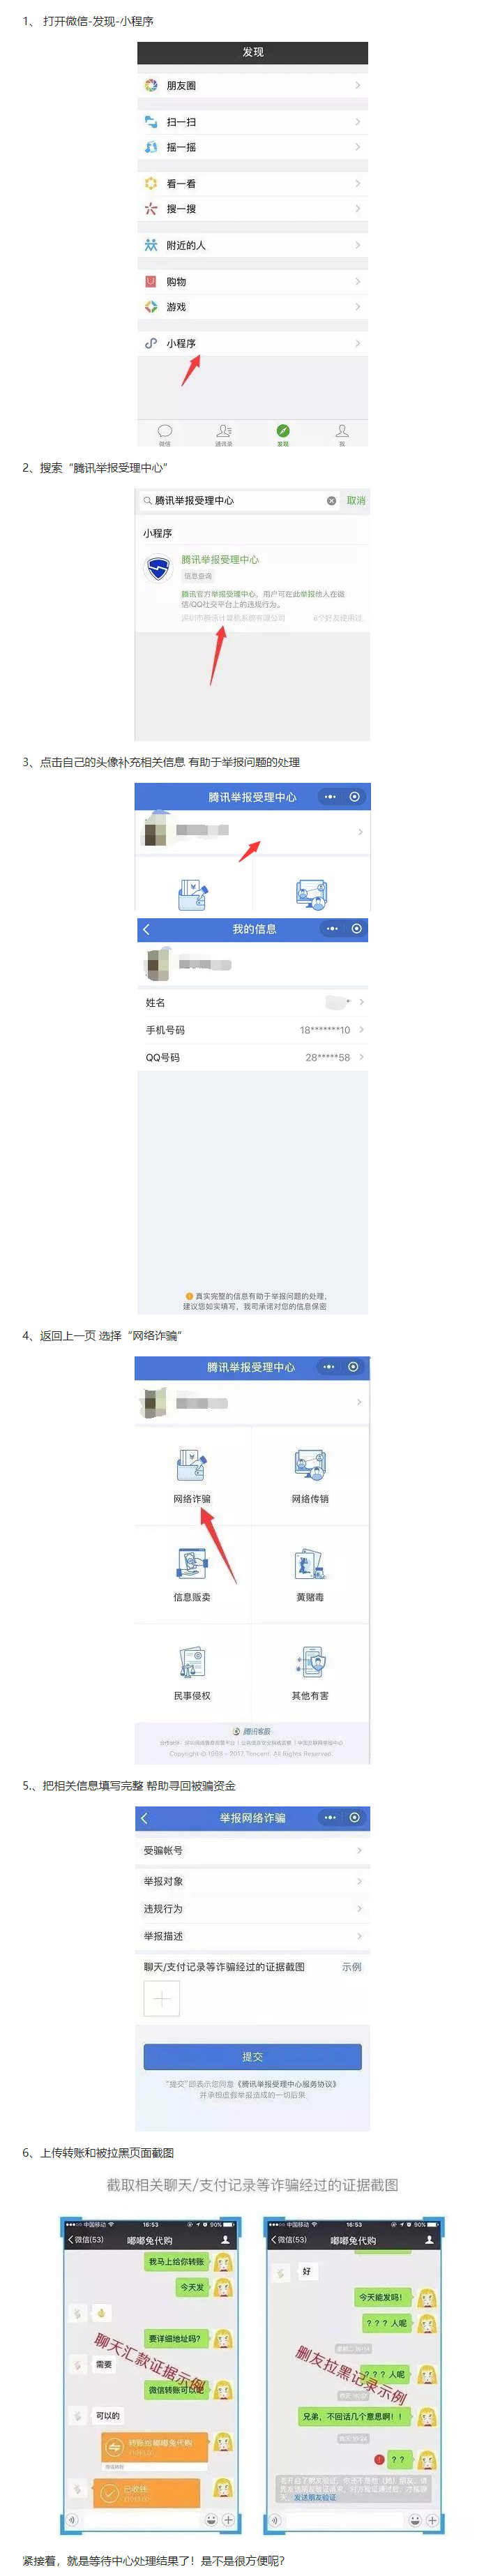 1、 打开微信-发现-小程序
发现
朋友圈
扫一扫
摇一摇
看一看
搜一搜
附近的人
购物
游戏
小程序
微信
通讯录
发现
我
2、搜索“腾讯举报受理中心”
腾讯举报受理中心
取消
小程序
腾讯举报受理中心
信息查询
腾讯官方举报受理中心，用户可在此举报他人在微
信/QQ社交平台上的违规行为。
深圳市腾讯计算机系统有限公司
6个好友使用过
3、点击自己的头像补充相关信息 有助于举报问题的处理
腾讯举报受理中心
我的信息
姓名
手机号码 18*******10
QQ号码 28*****58
真实完整的信息有助于举报问题的处理，
建议您如实填写，我司承诺对您的信息保密
4、返回上一页 选择“网络诈骗”
腾讯举报受理中心
网络诈骗
网络传销
信息贩卖
黄赌毒
民事侵权
其他有害
腾讯客服
Copyright © 1998 - 2017 Tencent. All Rights Reserved.
5.、把相关信息填写完整 帮助寻回被骗资金
举报网络诈骗
受骗帐号
举报对象
违规行为
举报描述
聊天/支付记录等诈骗经过的证据截图 示例
提交
“提交”即表示您同意《腾讯举报受理中心服务协议》
并承担虚假举报造成的一切后果
6、上传转账和被拉黑页面截图
截取相关聊天/支付记录等诈骗经过的证据截图
中国移动 16:53 90%
微信(53) 嘟嘟兔代购
我马上给你转账
今天发
要详细地址吗?
需要
微信转账可以吧
可以的
转账给嘟嘟兔代购
已收钱
聊天汇款证据示例
中国移动 16:53 90%
微信(53) 嘟嘟兔代购
好
今天能发吗！
？？？人呢
？？？人呢
兄弟，不回话几个意思啊！！
？？
发送朋友验证
删友拉黑记录示例
紧接着，就是等待中心处理结果了！是不是很方便呢?